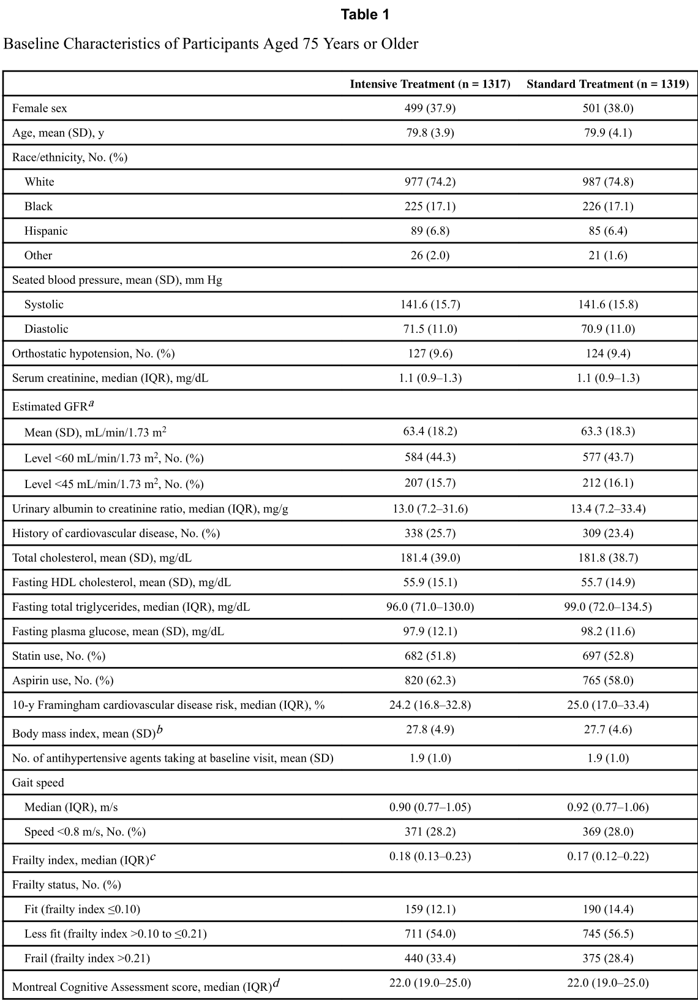 Table 1
Baseline Characteristics of Participants Aged 75 Years or Older
Intensive Treatment (n = 1317) Standard Treatment (n = 1319)
Female sex 499 (37.9) 501 (38.0)
Age, mean (SD), y 79.8 (3.9) 79.9 (4.1)
Race/ethnicity, No. (%)
White 977 (74.2) 987 (74.8)
Black 225 (17.1) 226 (17.1)
Hispanic 89 (6.8) 85 (6.4)
Other 26 (2.0) 21 (1.6)
Seated blood pressure, mean (SD), mm Hg
Systolic 141.6 (15.7) 141.6 (15.8)
Diastolic 71.5 (11.0) 70.9 (11.0)
Orthostatic hypotension, No. (%) 127 (9.6) 124 (9.4)
Serum creatinine, median (IQR), mg/dL 1.1 (0.9–1.3) 1.1 (0.9–1.3)
Estimated GFRa
Mean (SD), mL/min/1.73 m2 63.4 (18.2) 63.3 (18.3)
Level <60 mL/min/1.73 m2, No. (%) 584 (44.3) 577 (43.7)
Level <45 mL/min/1.73 m2, No. (%) 207 (15.7) 212 (16.1)
Urinary albumin to creatinine ratio, median (IQR), mg/g 13.0 (7.2–31.6) 13.4 (7.2–33.4)
History of cardiovascular disease, No. (%) 338 (25.7) 309 (23.4)
Total cholesterol, mean (SD), mg/dL 181.4 (39.0) 181.8 (38.7)
Fasting HDL cholesterol, mean (SD), mg/dL 55.9 (15.1) 55.7 (14.9)
Fasting total triglycerides, median (IQR), mg/dL 96.0 (71.0–130.0) 99.0 (72.0–134.5)
Fasting plasma glucose, mean (SD), mg/dL 97.9 (12.1) 98.2 (11.6)
Statin use, No. (%) 682 (51.8) 697 (52.8)
Aspirin use, No. (%) 820 (62.3) 765 (58.0)
10-y Framingham cardiovascular disease risk, median (IQR), % 24.2 (16.8–32.8) 25.0 (17.0–33.4)
Body mass index, mean (SD)b 27.8 (4.9) 27.7 (4.6)
No. of antihypertensive agents taking at baseline visit, mean (SD) 1.9 (1.0) 1.9 (1.0)
Gait speed
Median (IQR), m/s 0.90 (0.77–1.05) 0.92 (0.77–1.06)
Speed <0.8 m/s, No. (%) 371 (28.2) 369 (28.0)
Frailty index, median (IQR)c 0.18 (0.13–0.23) 0.17 (0.12–0.22)
Frailty status, No. (%)
Fit (frailty index ≤0.10) 159 (12.1) 190 (14.4)
Less fit (frailty index >0.10 to ≤0.21) 711 (54.0) 745 (56.5)
Frail (frailty index >0.21) 440 (33.4) 375 (28.4)
Montreal Cognitive Assessment score, median (IQR)d 22.0 (19.0–25.0) 22.0 (19.0–25.0)